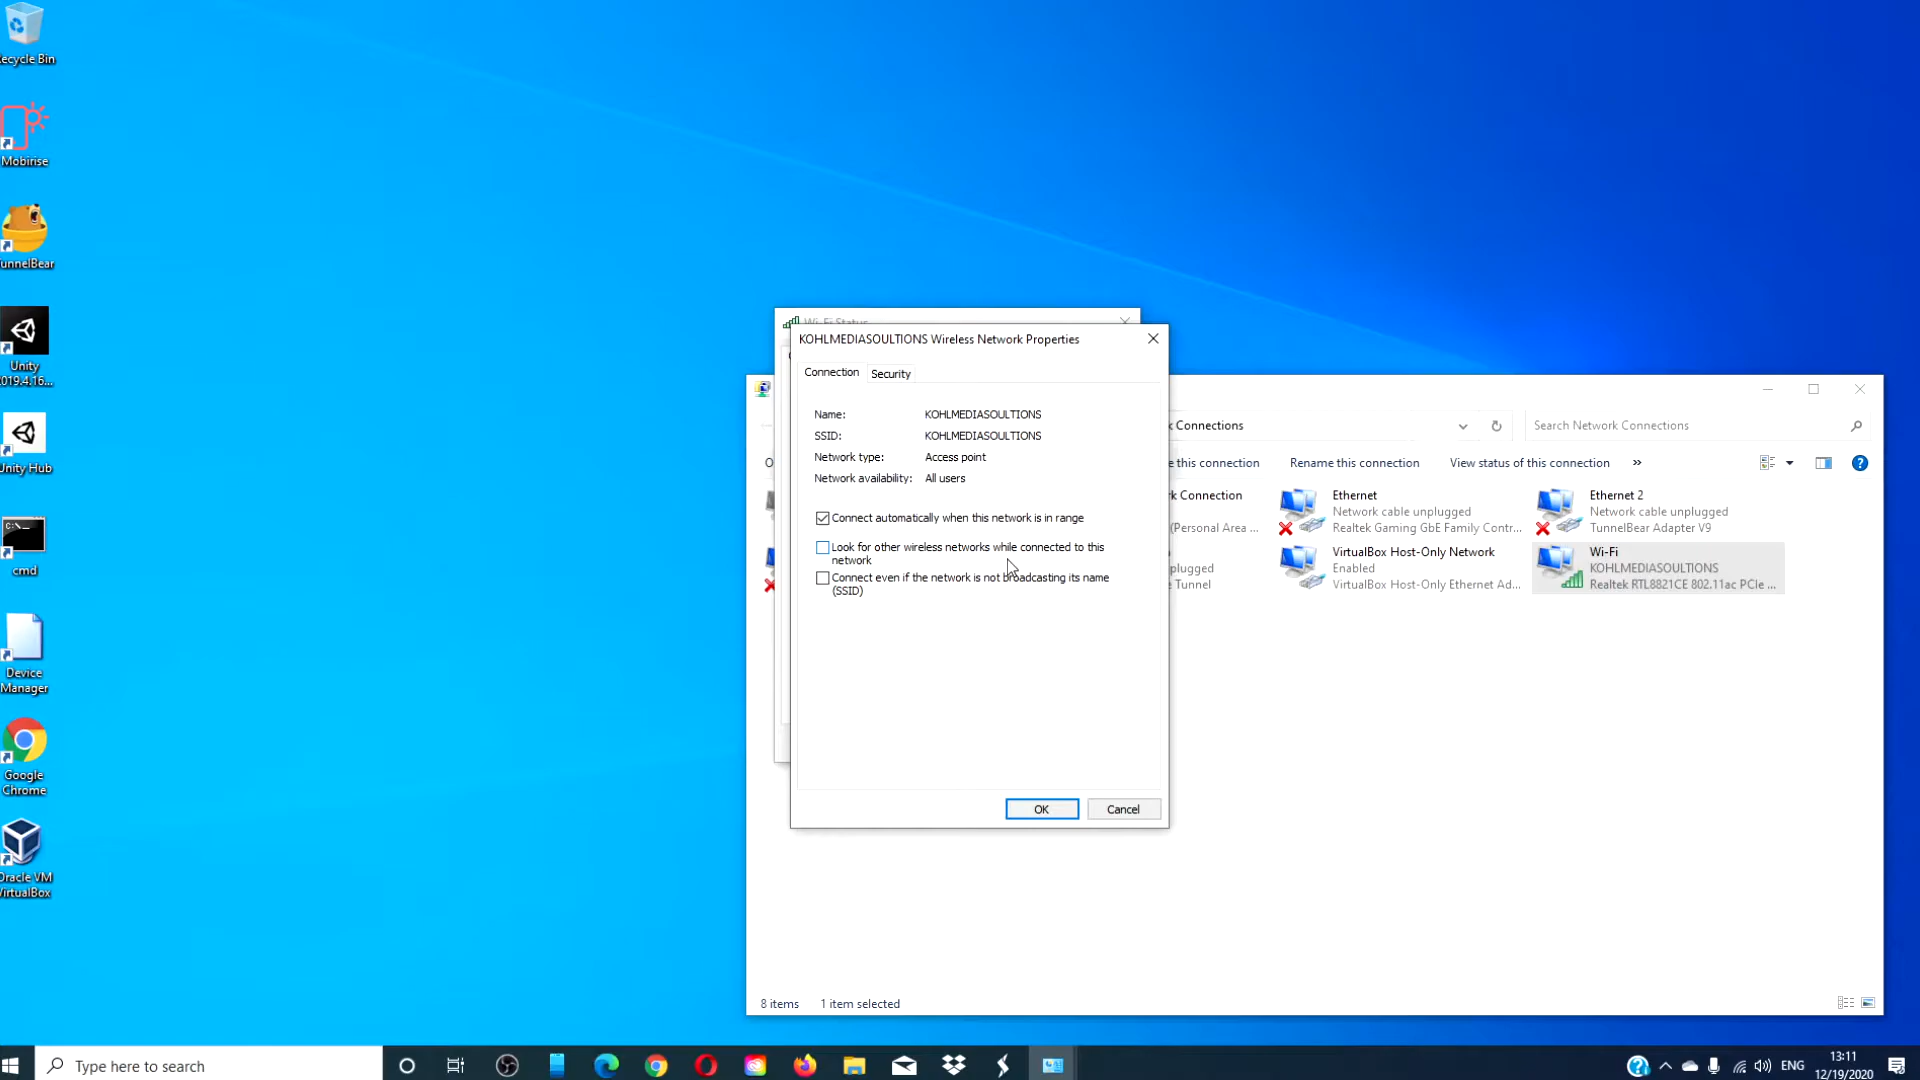 ecycle Bin
Mobirise
unnelBear
Unity
2019.4.16...
Unity Hub
cmd
Device
Manager
Google
Chrome
Oracle VM
VirtualBox
Wi-Fi Status
KOHLMEDIASOULTIONS Wireless Network Properties
Connection
Security
Name: KOHLMEDIASOULTIONS
SSID: KOHLMEDIASOULTIONS
Network type: Access point
Network availability: All users
Connect automatically when this network is in range
Look for other wireless networks while connected to this
network
Connect even if the network is not broadcasting its name
(SSID)
OK
Cancel
k Connections
Search Network Connections
O
e this connection
Rename this connection
View status of this connection
»
k Connection
(Personal Area ...
Ethernet
Network cable unplugged
Realtek Gaming GbE Family Contr...
Ethernet 2
Network cable unplugged
TunnelBear Adapter V9
plugged
e Tunnel
VirtualBox Host-Only Network
Enabled
VirtualBox Host-Only Ethernet Ad...
Wi-Fi
KOHLMEDIASOULTIONS
Realtek RTL8821CE 802.11ac PCIe ...
8 items
1 item selected
Type here to search
ENG
13:11
12/19/2020